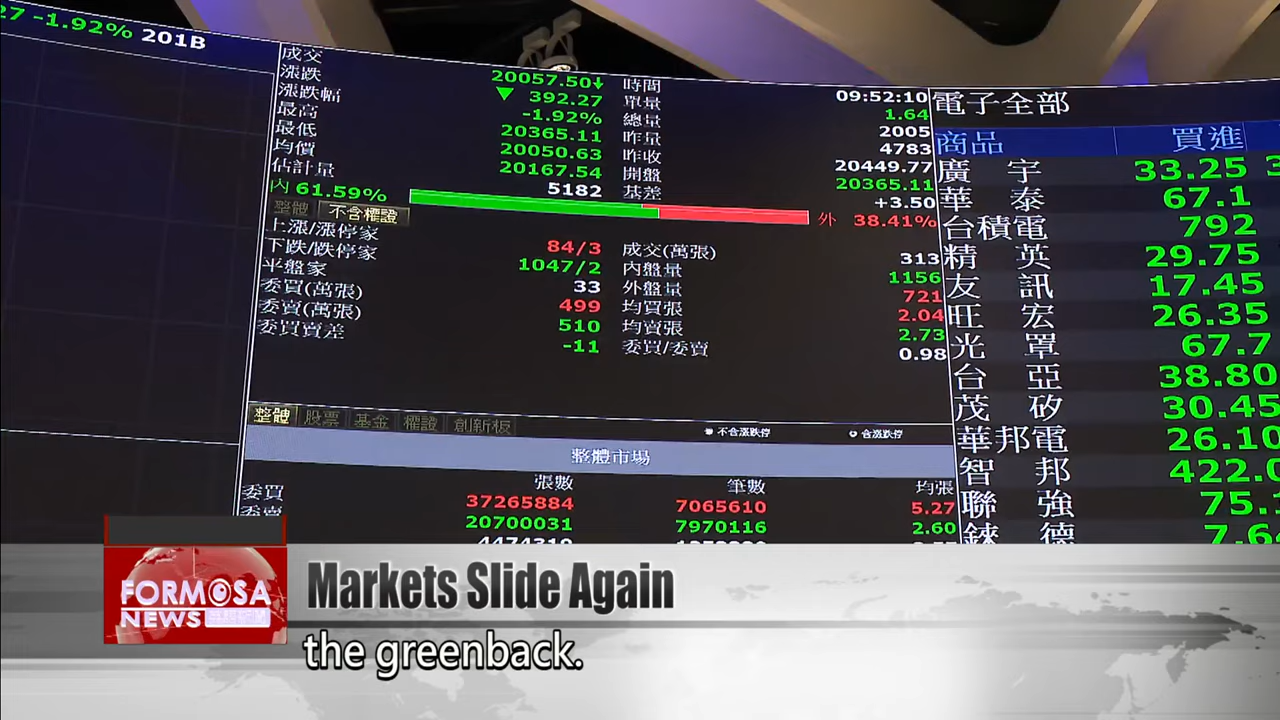 27 -1.92% 201B
成交 20057.50↓ 時間 09:52:10
漲跌 ▼ 392.27 單量 1.64
漲跌幅 -1.92% 總量 2005
最高 20365.11 昨量 4783
最低 20050.63 昨收 20449.77
均價 20167.54 開盤 20365.11
估計量 5182 基差 +3.50
內 61.59% 外 38.41%
整體 不含權證
上漲/漲停家 84/3 成交(萬張) 313
下跌/跌停家 1047/2 內盤量 1156
平盤家 33 外盤量 721
委買(萬張) 499 均買張 2.04
委賣(萬張) 510 均賣張 2.73
委買賣差 -11 委買/委賣 0.98
整體 股票 基金 權證 創新板 不含漲跌停 含漲跌停
整體市場
張數 筆數 均張
委買 37265884 7065610 5.27
委賣 20700031 7970116 2.60
電子全部
商品 買進
廣宇 33.25 3
華泰 67.1
台積電 792
精英 29.75
友訊 17.45
旺宏 26.35
光罩 67.7
台亞 38.80
茂矽 30.45
華邦電 26.10
智邦 422.0
聯強 75.1
錸德 7.64
FORMOSA
NEWS
Markets Slide Again
the greenback.